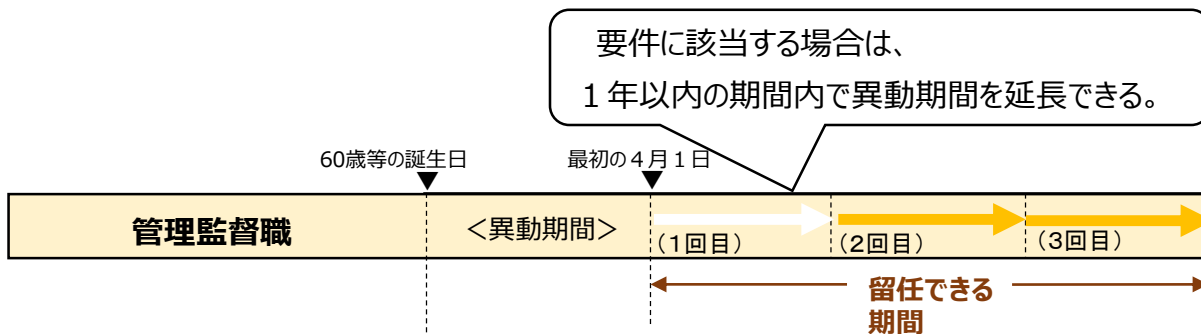 要件に該当する場合は、
１年以内の期間内で異動期間を延長できる。
60歳等の誕生日
最初の４月１日
管理監督職
＜異動期間＞
（１回目）
（２回目）
（３回目）
留任できる
期間